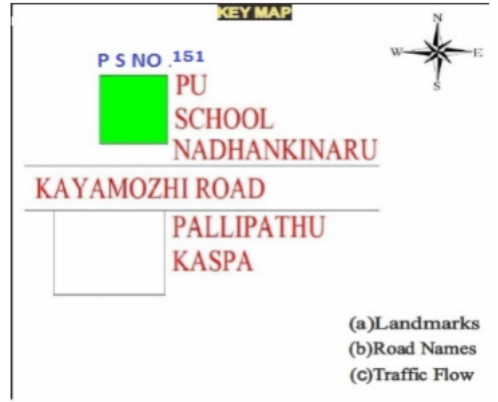 KEY MAP
N
W E
S
P S NO .151
PU
SCHOOL
NADHANKINARU
KAYAMOZHI ROAD
PALLIPATHU
KASPA
(a)Landmarks
(b)Road Names
(c)Traffic Flow